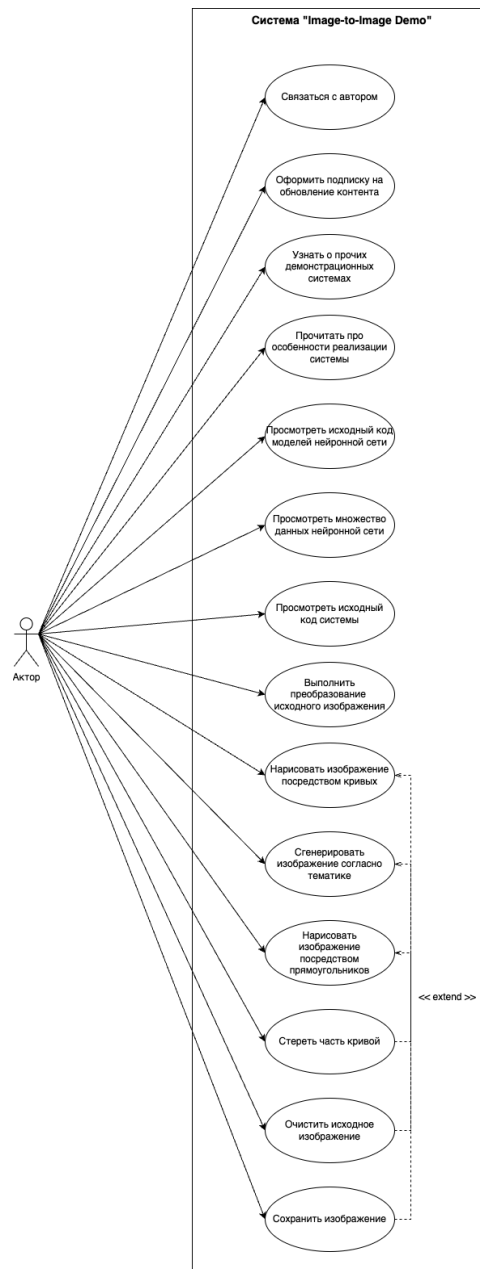 Система "Image-to-Image Demo"
Связаться с автором
Оформить подписку на
обновление контента
Узнать о прочих
демонстрационных
системах
Прочитать про
особенности реализации
системы
Просмотреть исходный код
моделей нейронной сети
Просмотреть множество
данных нейронной сети
Просмотреть исходный
код системы
Актор
Выполнить
преобразование
исходного изображения
Нарисовать изображение
посредством кривых
Сгенерировать
изображение согласно
тематике
Нарисовать
изображение
посредством
прямоугольников
<< extend >>
Стереть часть кривой
Очистить исходное
изображение
Сохранить изображение